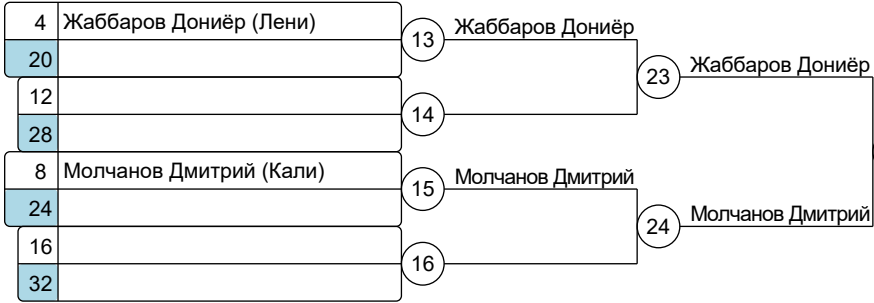 4 Жаббаров Дониёр (Лени)
20
12
28
8 Молчанов Дмитрий (Кали)
24
16
32
13
14
15
16
Жаббаров Дониёр
Молчанов Дмитрий
23
24
Жаббаров Дониёр
Молчанов Дмитрий